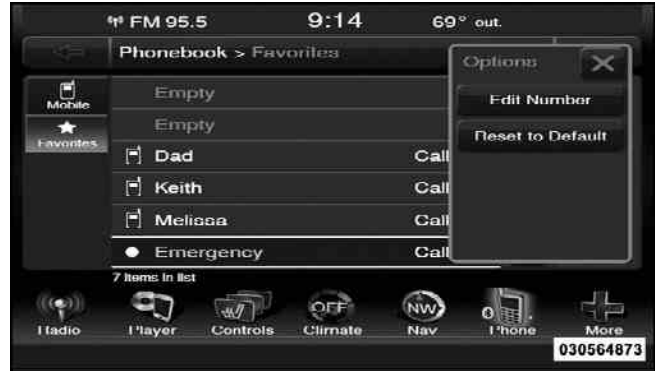 FM 95.5 9:14 69° out.
Phonebook > Favorites
Options
Mobile
Empty
Edit Number
Favorites
Empty
Reset to Default
Dad Call
Keith Call
Melissa Call
Emergency Call
7 Items In list
OFF NW
Radio Player Controls Climate Nav Phone More
030564873